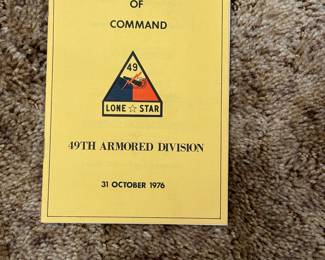 OF
COMMAND
49
LONE ☆ STAR
49TH ARMORED DIVISION
31 OCTOBER 1976